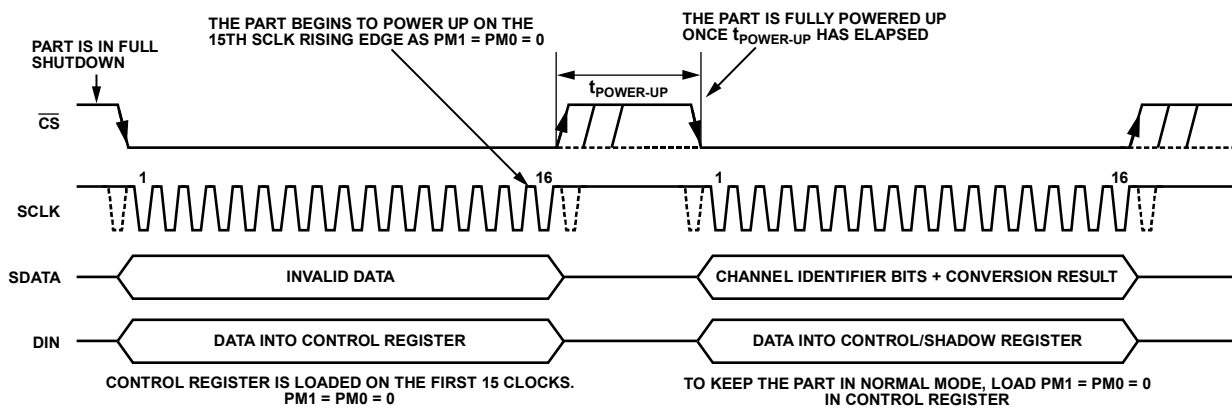 THE PART BEGINS TO POWER UP ON THE
15TH SCLK RISING EDGE AS PM1 = PM0 = 0
THE PART IS FULLY POWERED UP
ONCE tPOWER-UP HAS ELAPSED
PART IS IN FULL
SHUTDOWN
tPOWER-UP
CS
1
16
1
16
SCLK
SDATA
INVALID DATA
CHANNEL IDENTIFIER BITS + CONVERSION RESULT
DIN
DATA INTO CONTROL REGISTER
DATA INTO CONTROL/SHADOW REGISTER
CONTROL REGISTER IS LOADED ON THE FIRST 15 CLOCKS.
PM1 = PM0 = 0
TO KEEP THE PART IN NORMAL MODE, LOAD PM1 = PM0 = 0
IN CONTROL REGISTER